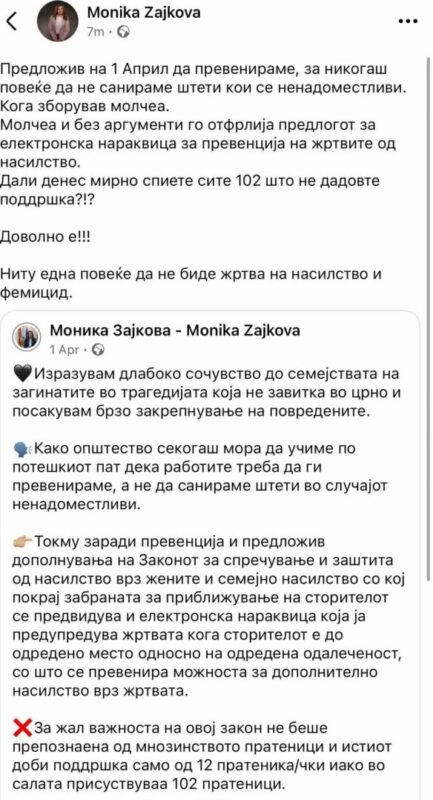 Monika Zajkova
7m
Предложив на 1 Април да превенираме, за никогаш
повеќе да не санираме штети кои се ненадоместливи.
Кога зборував молчеа.
Молчеа и без аргументи го отфрлија предлогот за
електронска нараквица за превенција на жртвите од
насилство.
Дали денес мирно спиете сите 102 што не дадовте
поддршка?!?
Доволно е!!!
Ниту една повеќе да не биде жртва на насилство и
фемицид.
Моника Зајкова - Monika Zajkova
1 Apr
🖤Изразувам длабоко сочувство до семејствата на
загинатите во трагедијата која не завитка во црно и
посакувам брзо закрепнување на повредените.
🗣️Како општество секогаш мора да учиме по
потешкиот пат дека работите треба да ги
превенираме, а не да санираме штети во случајот
ненадоместливи.
👉🏼Токму заради превенција и предложив
дополнувања на Законот за спречување и заштита
од насилство врз жените и семејно насилство со кој
покрај забраната за приближување на сторителот
се предвидува и електронска нараквица која ја
предупредува жртвата кога сторителот е до
одредено место односно на одредена одалеченост,
со што се превенира можноста за дополнително
насилство врз жртвата.
❌За жал важноста на овој закон не беше
препознаена од мнозинството пратеници и истиот
доби поддршка само од 12 пратеника/чки иако во
салата присуствуваа 102 пратеници.